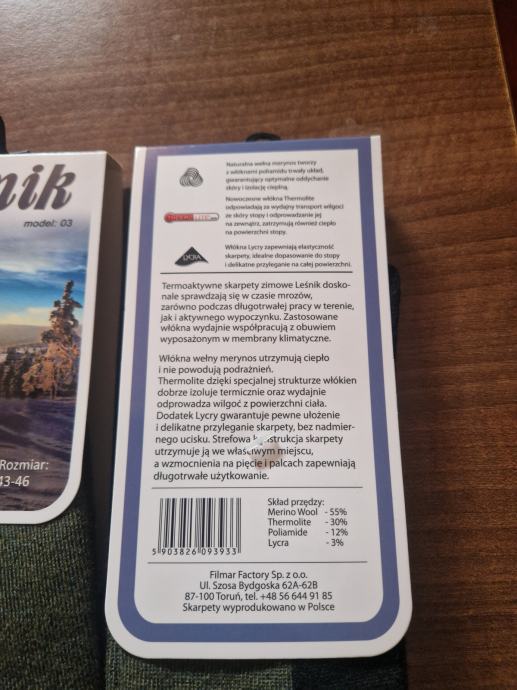 nik
model: 03
Rozmiar:
43-46
Naturalna wełna merynos tworzy
z włóknami poliamidu trwały układ,
gwarantujący optymalne oddychanie
skóry i izolację cieplną.
Nowoczesne włókna Thermolite
odpowiadają za wydajny transport wilgoci
ze skóry stopy i odprowadzanie jej
na zewnątrz, zapewniają również ciepło
na powierzchni stopy.
THERMOLITE
LYCRA
Włókna Lycry zapewniają elastyczność
skarpety, idealne dopasowanie do stopy
i delikatne przyleganie na całej powierzchni.
Termoaktywne skarpety zimowe Leśnik dosko-
nale sprawdzają się w czasie mrozów,
zarówno podczas długotrwałej pracy w terenie,
jak i aktywnego wypoczynku. Zastosowane
włókna wydajnie współpracują z obuwiem
wyposażonym w membrany klimatyczne.
Włókna wełny merynos utrzymują ciepło
i nie powodują podrażnień.
Thermolite dzięki specjalnej strukturze włókien
dobrze izoluje termicznie oraz wydajnie
odprowadza wilgoć z powierzchni ciała.
Dodatek Lycry gwarantuje pewne ułożenie
i delikatne przyleganie skarpety, bez nadmier-
nego ucisku. Strefowa konstrukcja skarpety
utrzymuje ją we właściwym miejscu,
a wzmocnienia na pięcie i palcach zapewniają
długotrwałe użytkowanie.
Skład przędzy:
Merino Wool - 55%
Thermolite - 30%
Poliamide - 12%
Lycra - 3%
5 903826 093933
Filmar Factory Sp. z o.o.
Ul. Szosa Bydgoska 62A-62B
87-100 Toruń, tel. +48 56 644 91 85
Skarpety wyprodukowano w Polsce